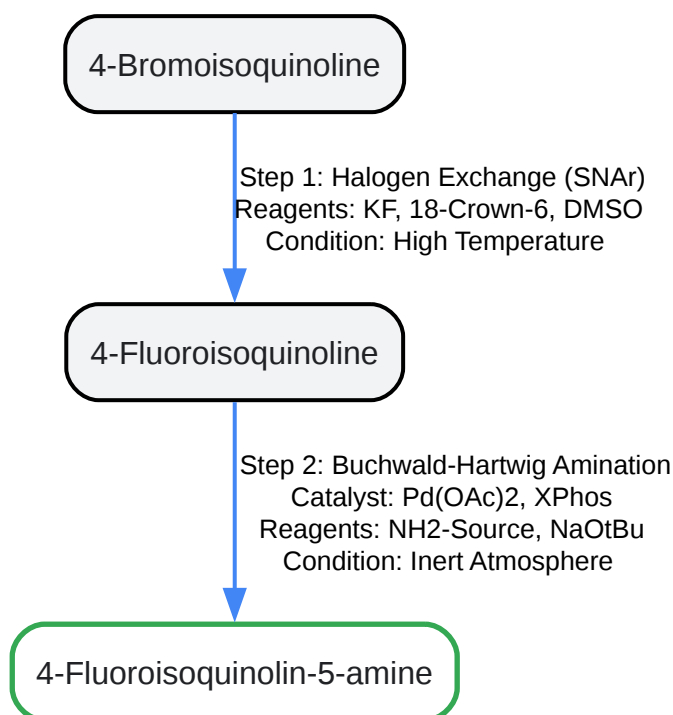 4-Bromoisoquinoline
Step 1: Halogen Exchange (SNAr)
Reagents: KF, 18-Crown-6, DMSO
Condition: High Temperature
4-Fluoroisoquinoline
Step 2: Buchwald-Hartwig Amination
Catalyst: Pd(OAc)2, XPhos
Reagents: NH2-Source, NaOtBu
Condition: Inert Atmosphere
4-Fluoroisoquinolin-5-amine